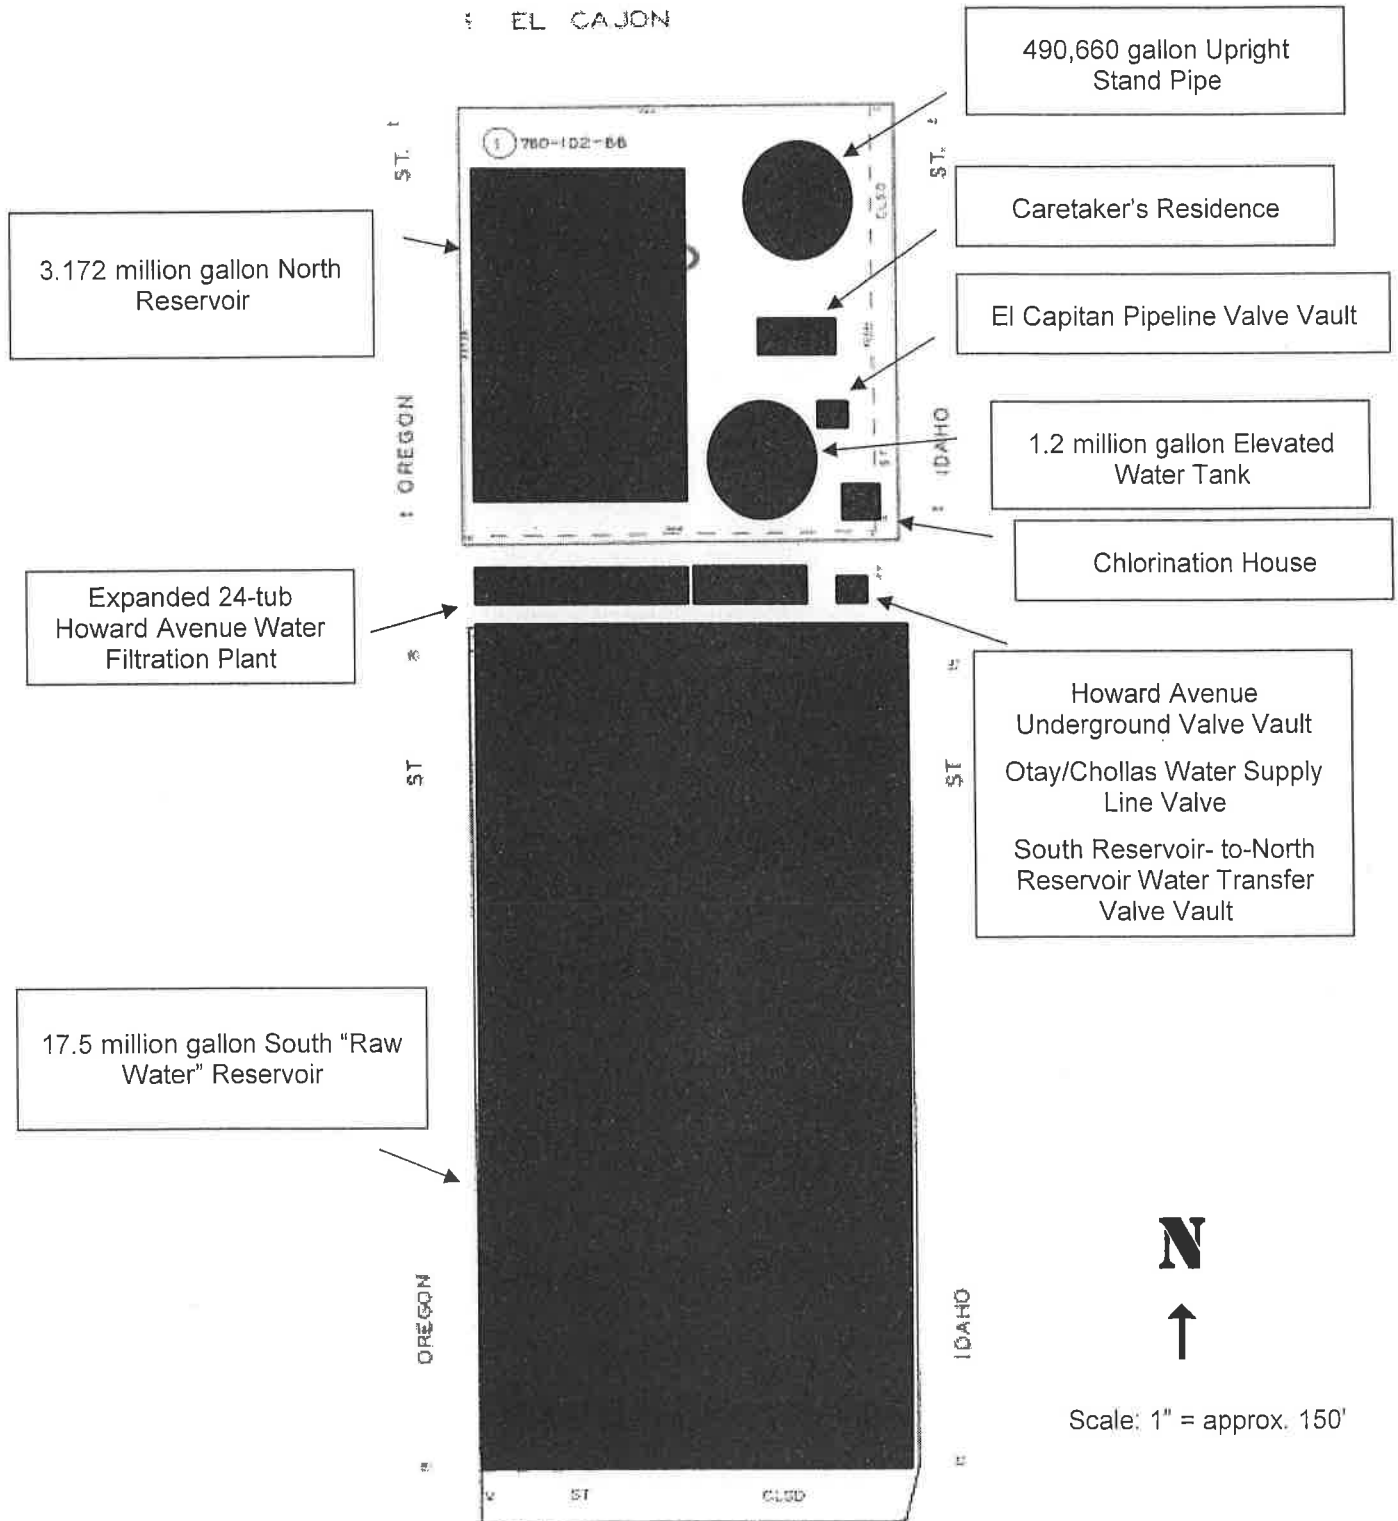 EL CAJON
490,660 gallon Upright
Stand Pipe
ST.
1 760-102-66
ST.
CLSD
Caretaker's Residence
3.172 million gallon North
Reservoir
El Capitan Pipeline Valve Vault
OREGON
IDAHO
1.2 million gallon Elevated
Water Tank
ST
Chlorination House
Expanded 24-tub
Howard Avenue Water
Filtration Plant
Howard Avenue
Underground Valve Vault
Otay/Chollas Water Supply
Line Valve
South Reservoir- to-North
Reservoir Water Transfer
Valve Vault
ST
ST
17.5 million gallon South “Raw
Water” Reservoir
N
OREGON
IDAHO
Scale: 1" = approx. 150'
ST
CLSD